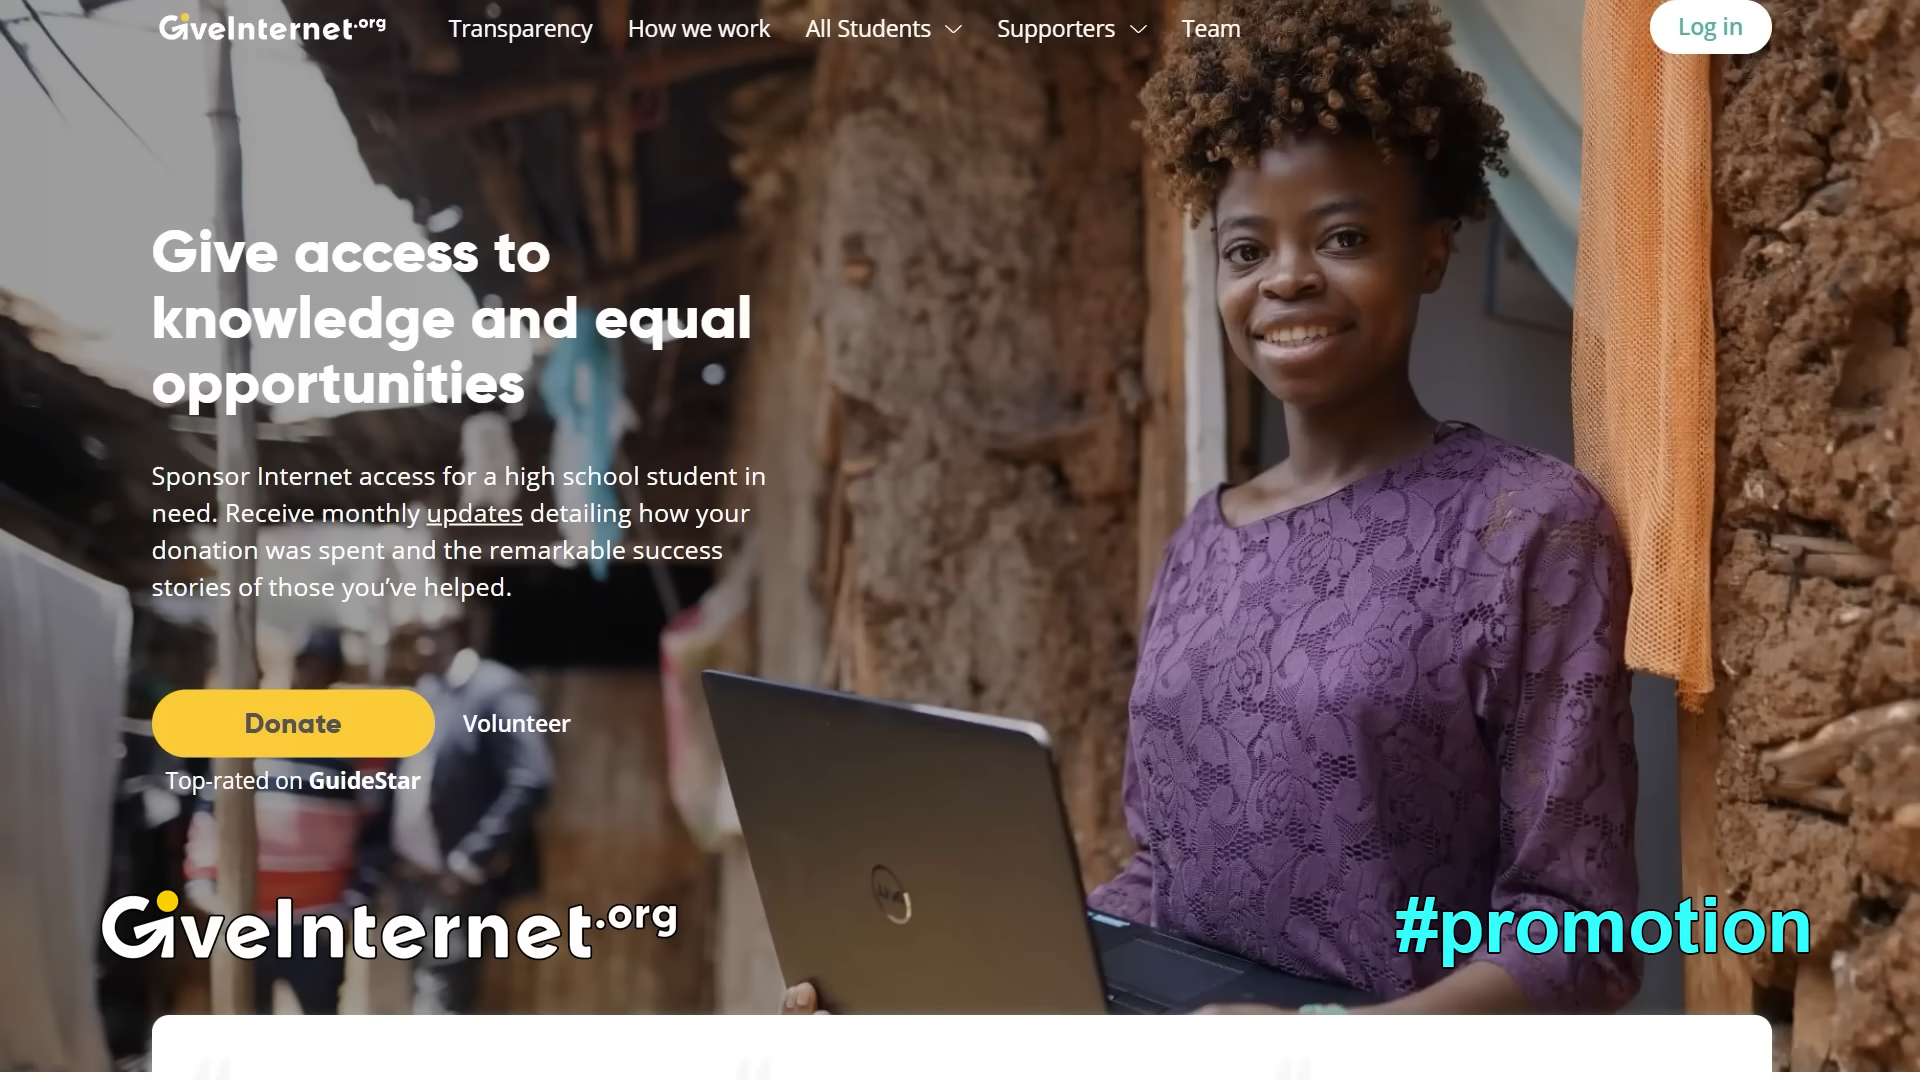 GiveInternet.org
Transparency
How we work
All Students
Supporters
Team
Log in
Give access to
knowledge and equal
opportunities
Sponsor Internet access for a high school student in
need. Receive monthly updates detailing how your
donation was spent and the remarkable success
stories of those you’ve helped.
Donate
Volunteer
Top-rated on GuideStar
GiveInternet.org
#promotion